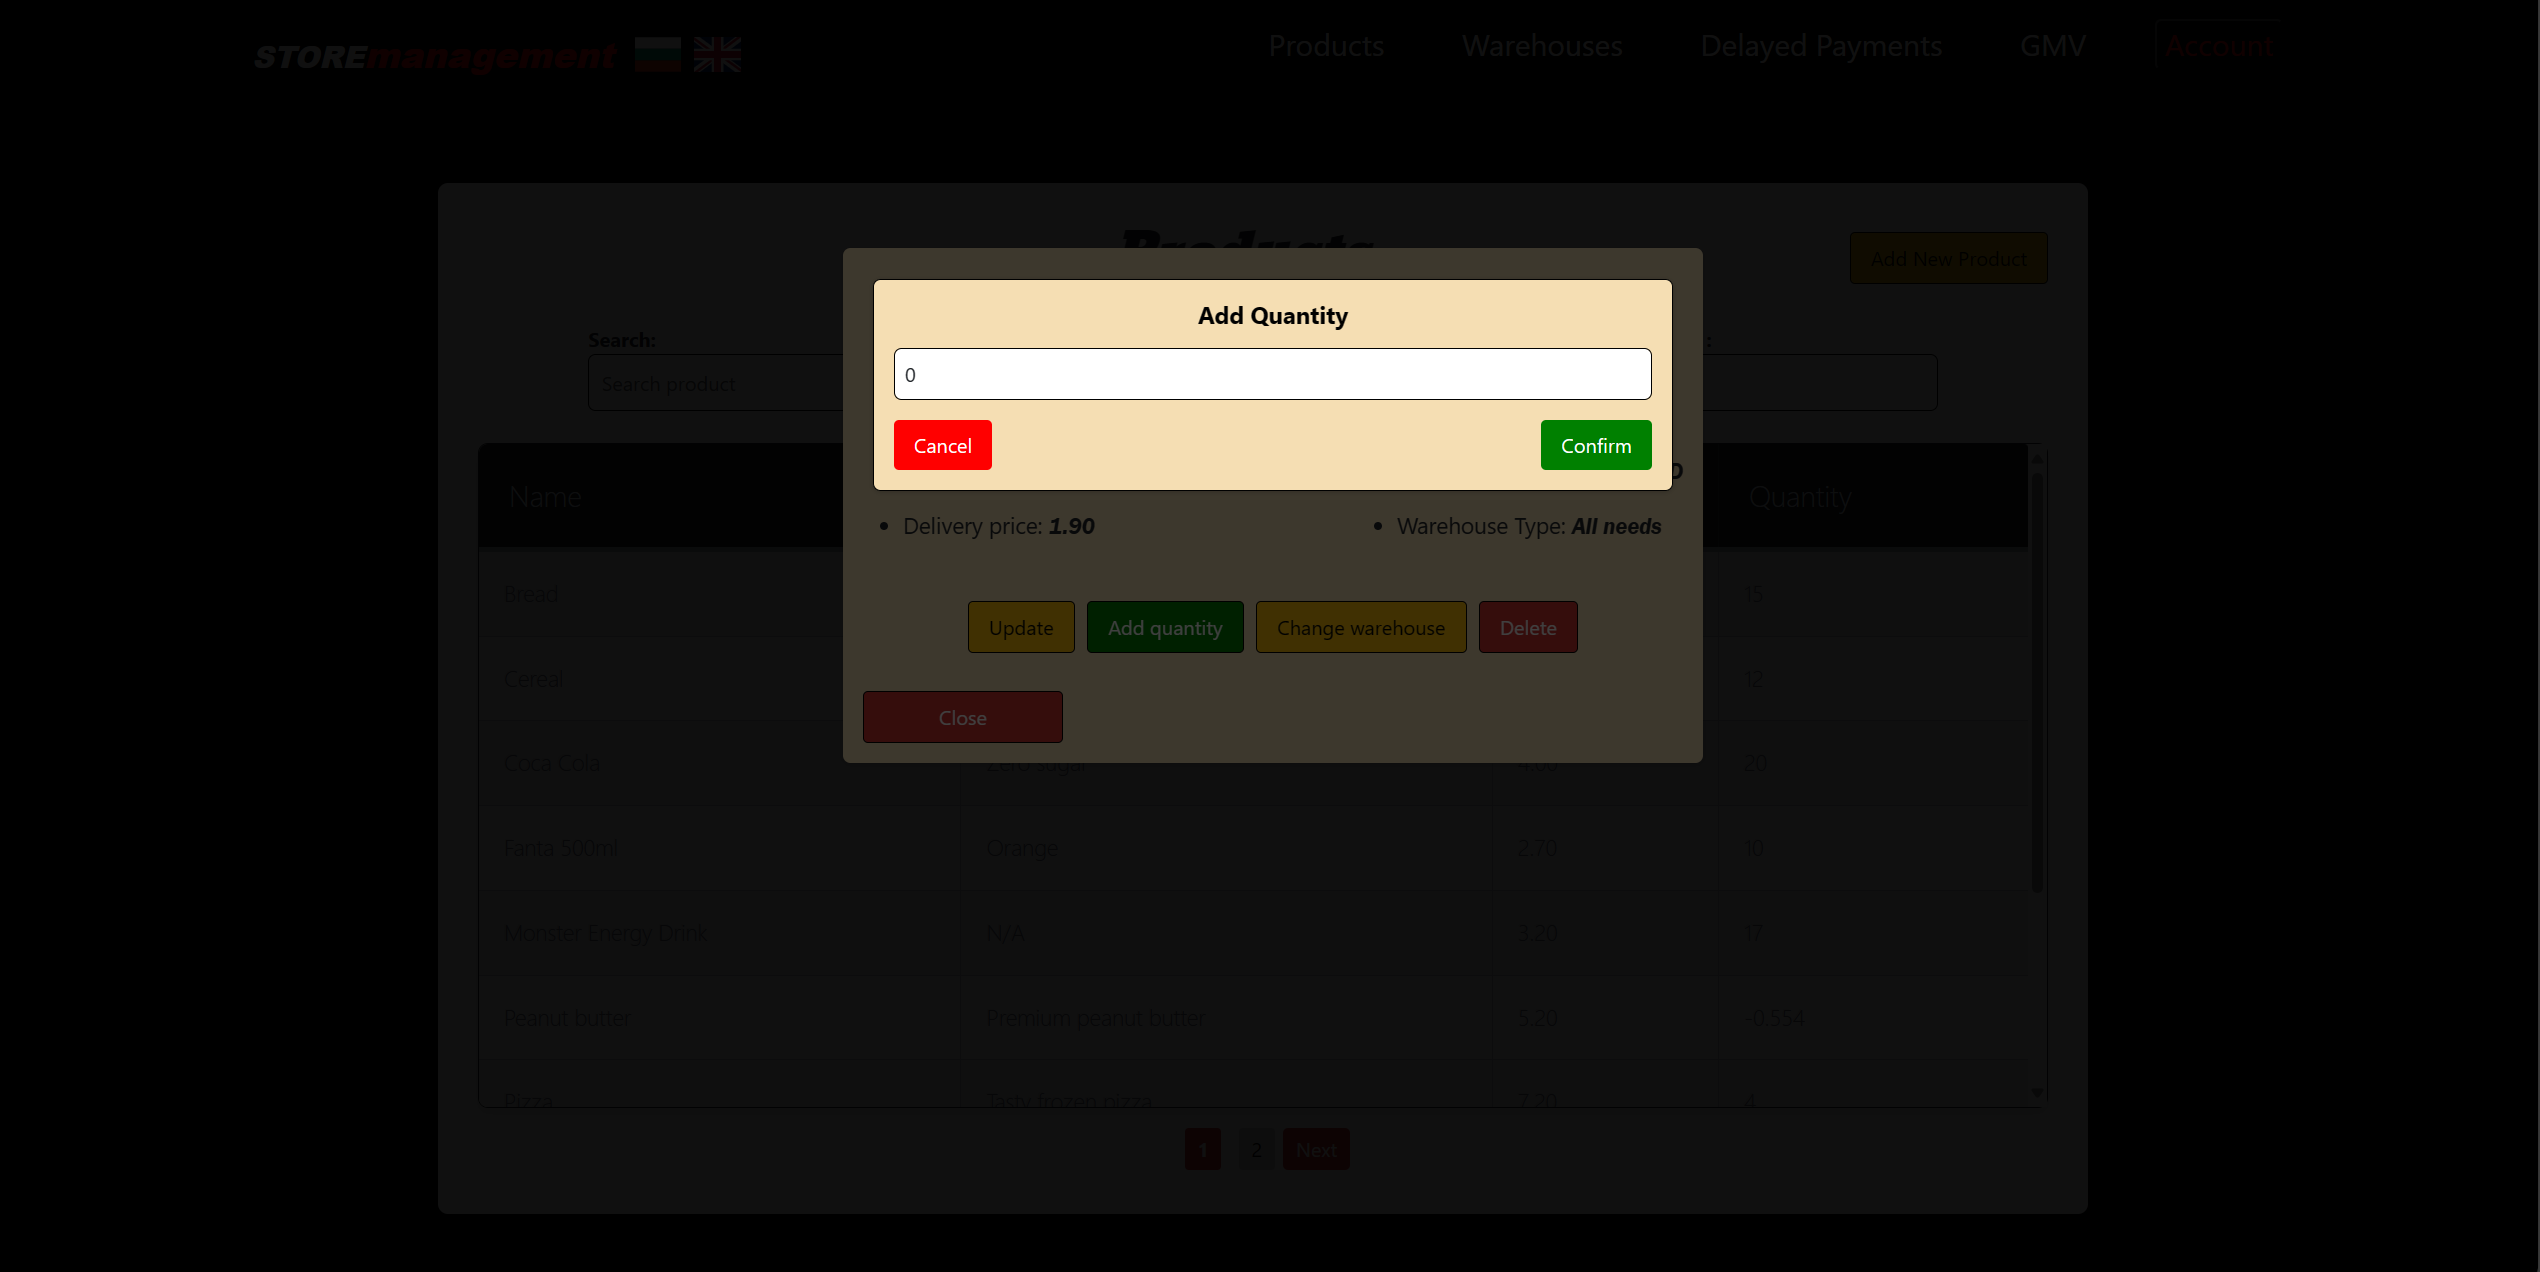 STOREmanagement
Products Warehouses Delayed Payments GMV Account
Products
Add New Product
Add Quantity
Search:
Search product
0
Cancel Confirm
Name Quantity
Delivery price: 1.90 Warehouse Type: All needs
Bread 15
Update Add quantity Change warehouse Delete
Cereal 12
Close
Coca Cola Zero sugar 20
Fanta 500ml Orange 2.70 10
Monster Energy Drink N/A 3.20 17
Peanut butter Premium peanut butter 5.20 -0.554
Pizza Tasty frozen pizza 7.20 4
1 2 Next